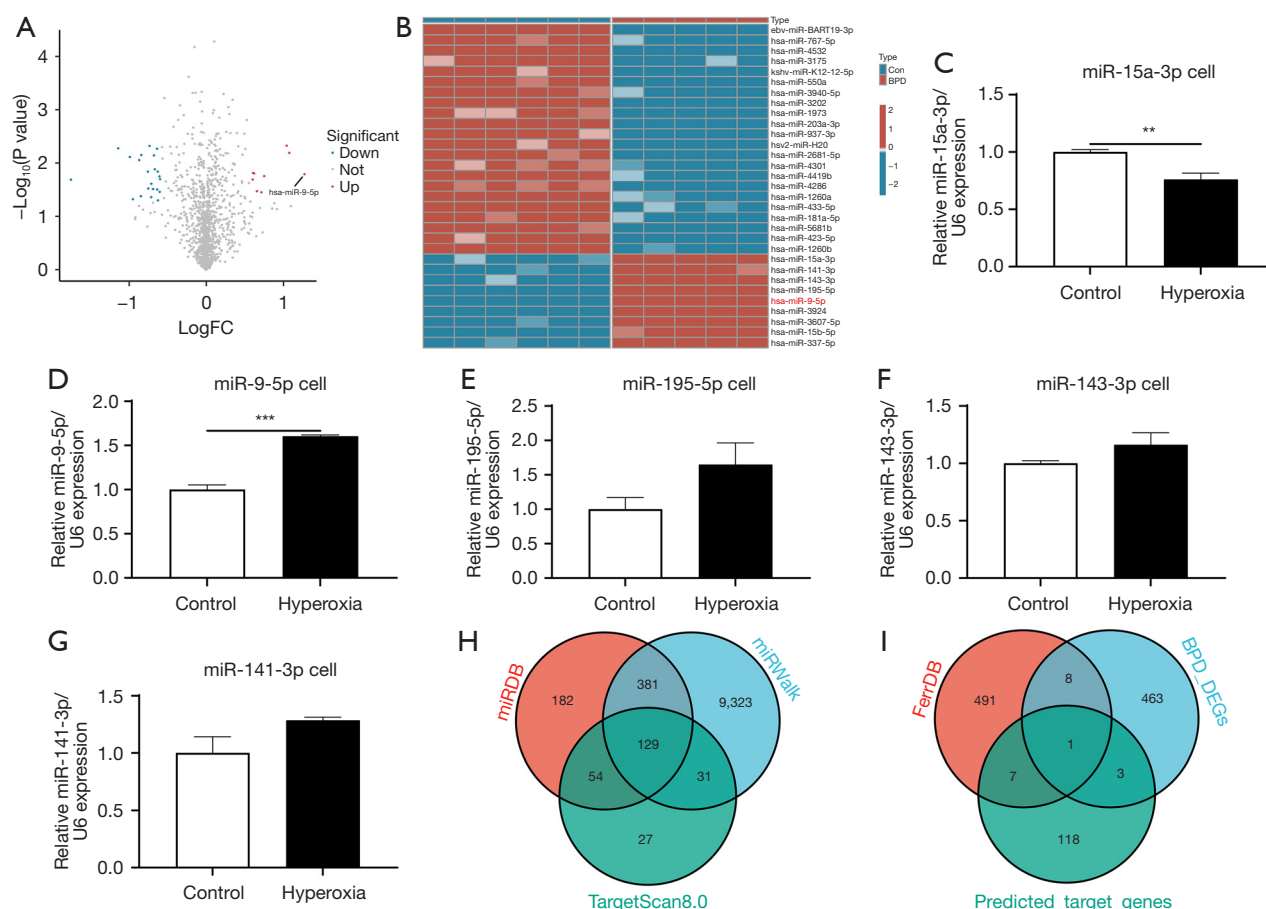 A
−Log10(P value)
4
3
2
1
0
−1
0
1
LogFC
Significant
Down
Not
Up
hsa-miR-9-5p
B
Type
ebv-miR-BART19-3p
hsa-miR-767-5p
hsa-miR-4532
hsa-miR-3175
kshv-miR-K12-12-5p
hsa-miR-550a
hsa-miR-3940-5p
hsa-miR-3202
hsa-miR-1973
hsa-miR-203a-3p
hsa-miR-937-3p
hsv2-miR-H20
hsa-miR-2681-5p
hsa-miR-4301
hsa-miR-4419b
hsa-miR-4286
hsa-miR-1260a
hsa-miR-433-5p
hsa-miR-181a-5p
hsa-miR-5681b
hsa-miR-423-5p
hsa-miR-1260b
hsa-miR-15a-3p
hsa-miR-141-3p
hsa-miR-143-3p
hsa-miR-195-5p
hsa-miR-9-5p
hsa-miR-3924
hsa-miR-3607-5p
hsa-miR-15b-5p
hsa-miR-337-5p
Type
Con
BPD
2
1
0
−1
−2
C
miR-15a-3p cell
Relative miR-15a-3p/
U6 expression
1.5
1.0
0.5
0.0
**
Control
Hyperoxia
D
miR-9-5p cell
Relative miR-9-5p/
U6 expression
2.0
1.5
1.0
0.5
0.0
***
Control
Hyperoxia
E
miR-195-5p cell
Relative miR-195-5p/
U6 expression
2.5
2.0
1.5
1.0
0.5
0.0
Control
Hyperoxia
F
miR-143-3p cell
Relative miR-143-3p/
U6 expression
1.5
1.0
0.5
0.0
Control
Hyperoxia
G
miR-141-3p cell
Relative miR-141-3p/
U6 expression
1.5
1.0
0.5
0.0
Control
Hyperoxia
H
miRDB
miRWalk
182
381
9,323
129
54
31
27
TargetScan8.0
I
FerrDB
BPD_DEGs
491
8
463
1
7
3
118
Predicted_target_genes